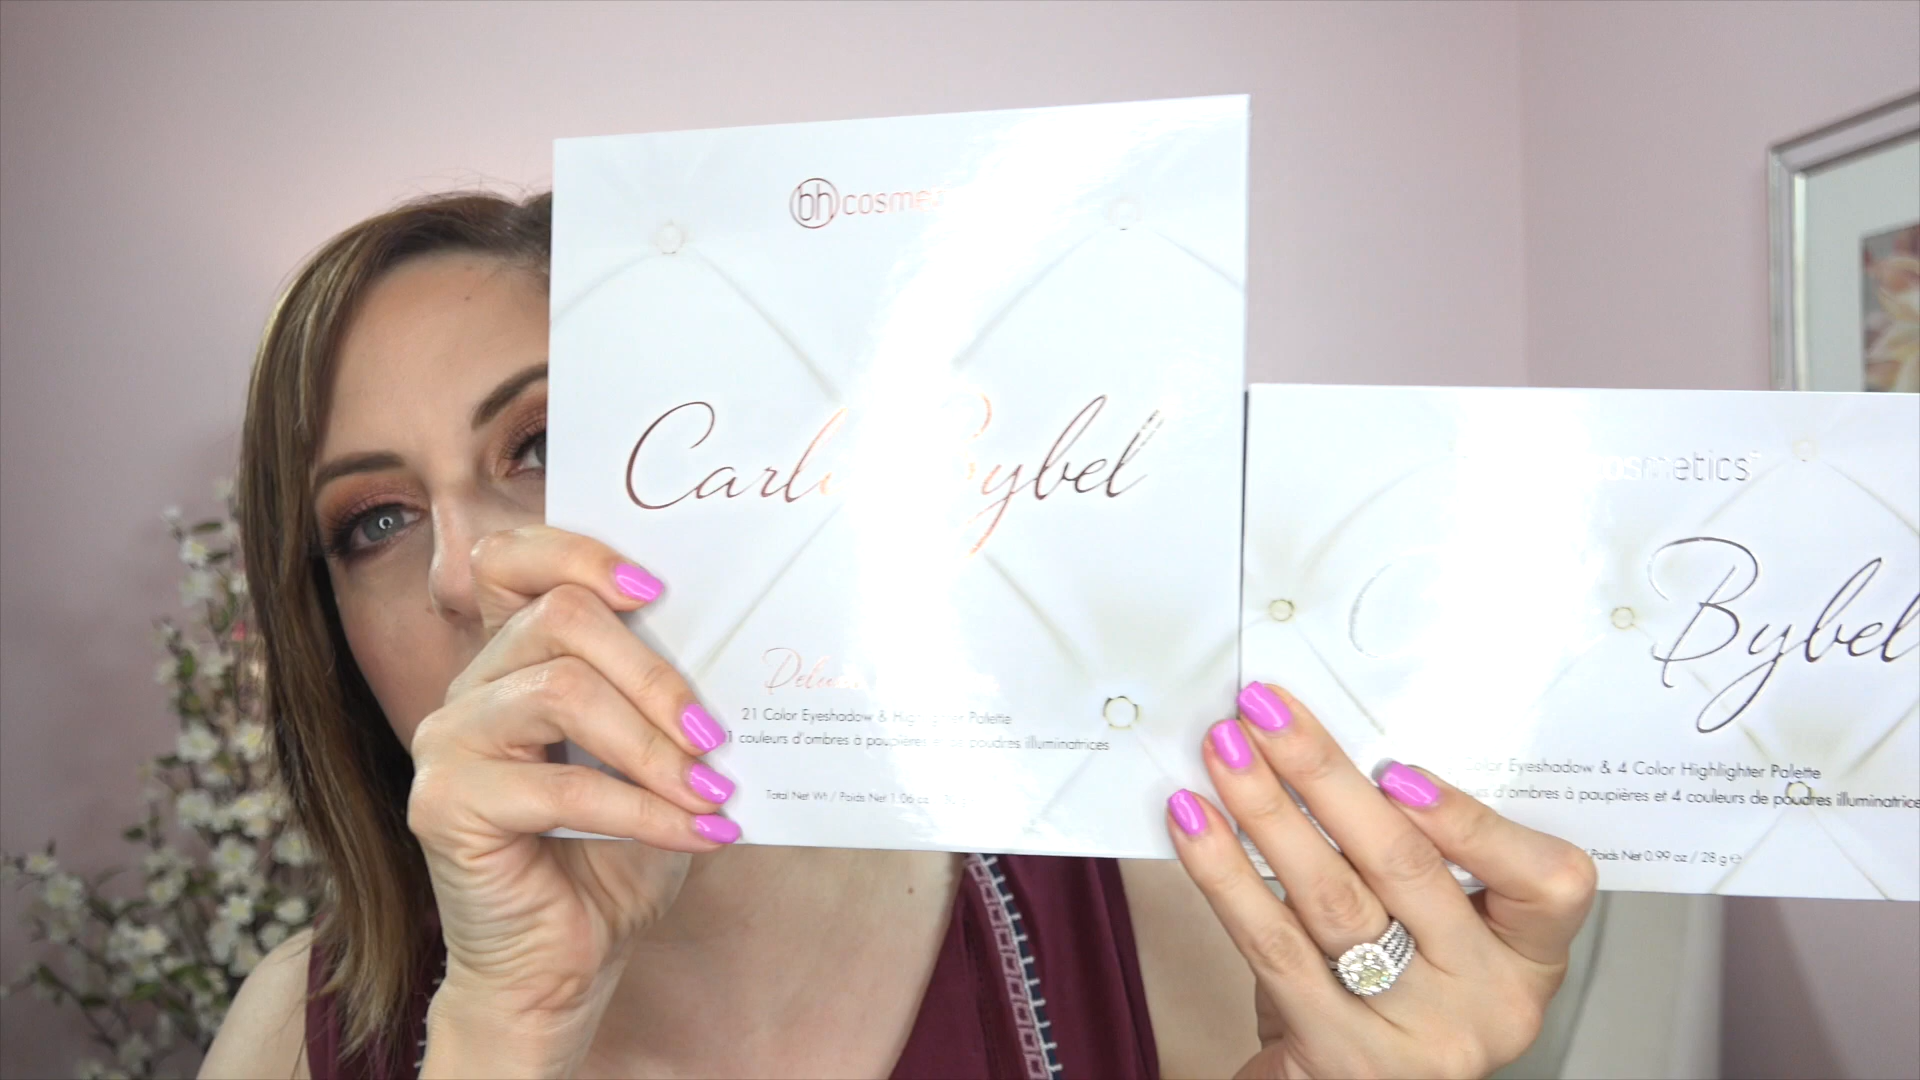 bh cosme
Carl Bybel
Delu
21 Color Eyeshadow & Highlighter Palette
couleurs d'ombres à paupières et de poudres illuminatrices
Total Net Wt / Poids Net 1.06 oz
cosmetics
Bybel
Color Eyeshadow & 4 Color Highlighter Palette
d'ombres à paupières et 4 couleurs de poudres illuminatrice
/ Poids Net 0.99 oz / 28 g e